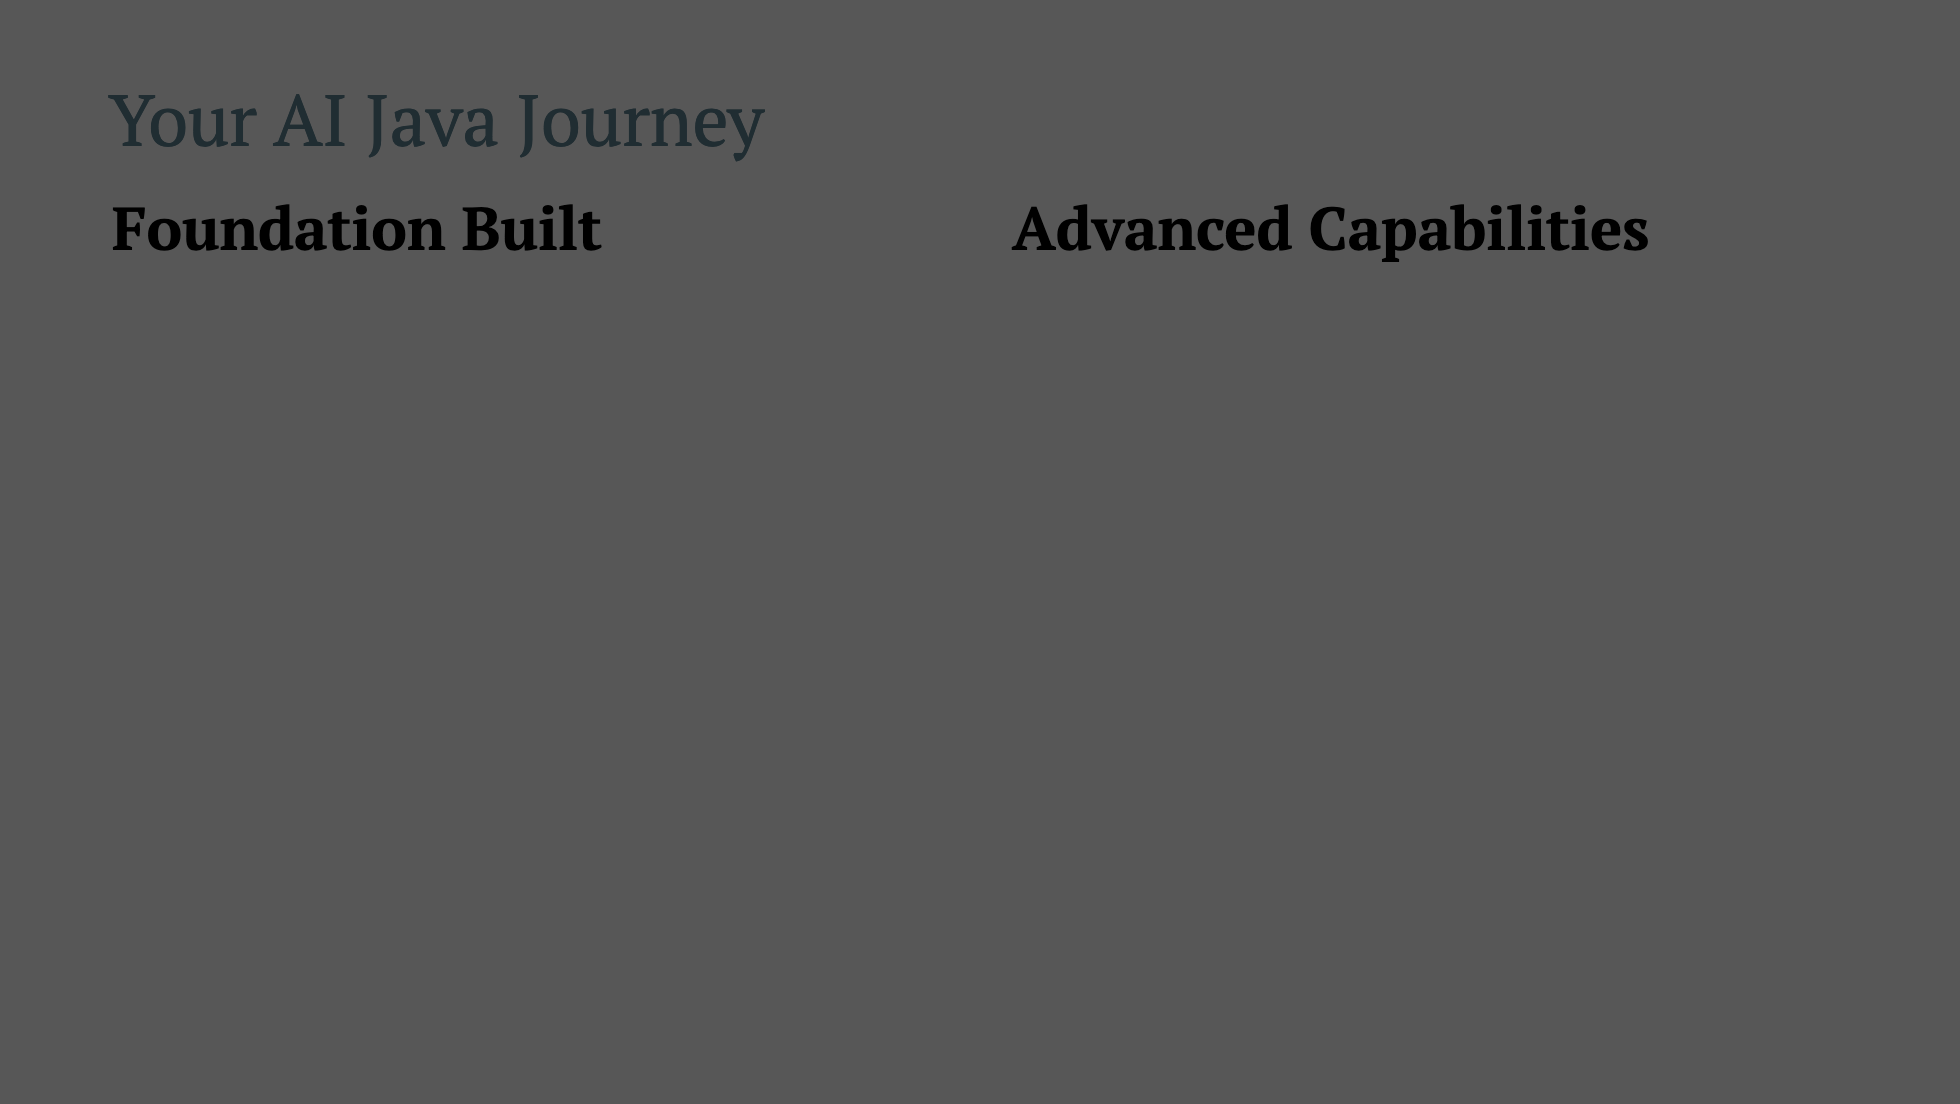 Your AI Java Journey
Foundation Built
Advanced Capabilities